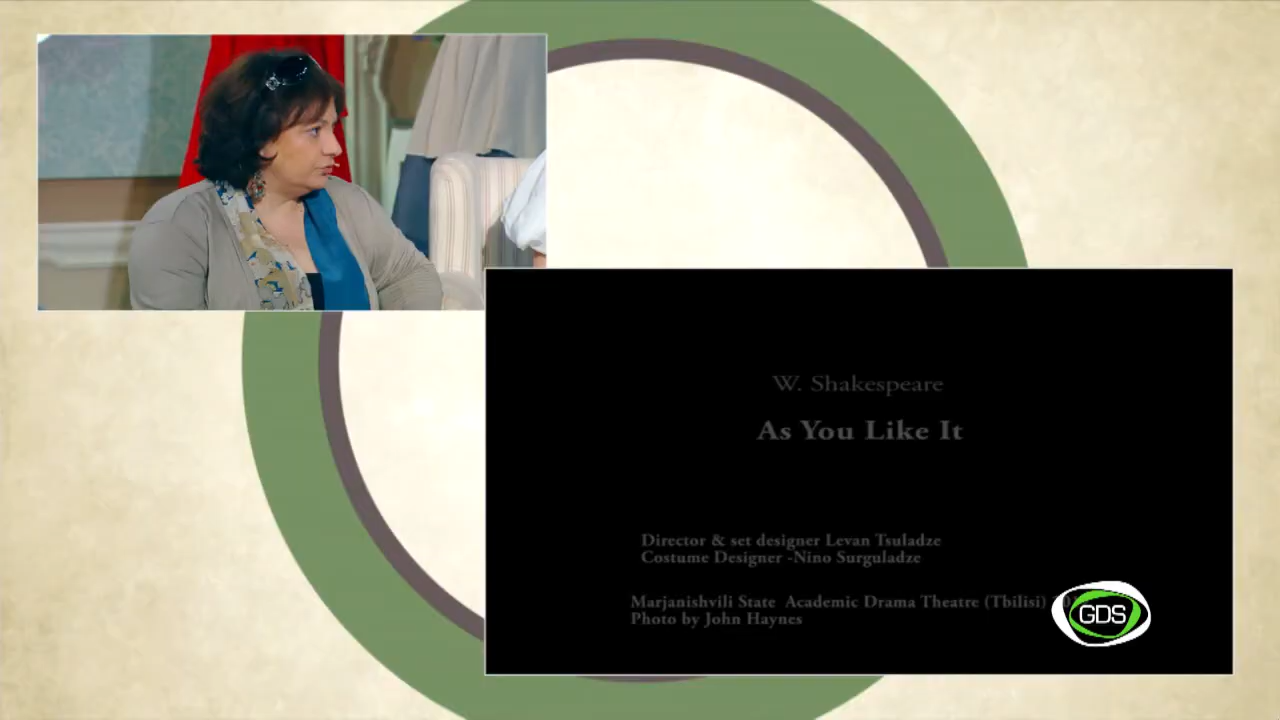 W. Shakespeare
As You Like It
Director & set designer Levan Tsuladze
Costume Designer -Nino Surguladze
Marjanishvili State Academic Drama Theatre (Tbilisi)
Photo by John Haynes
GDS